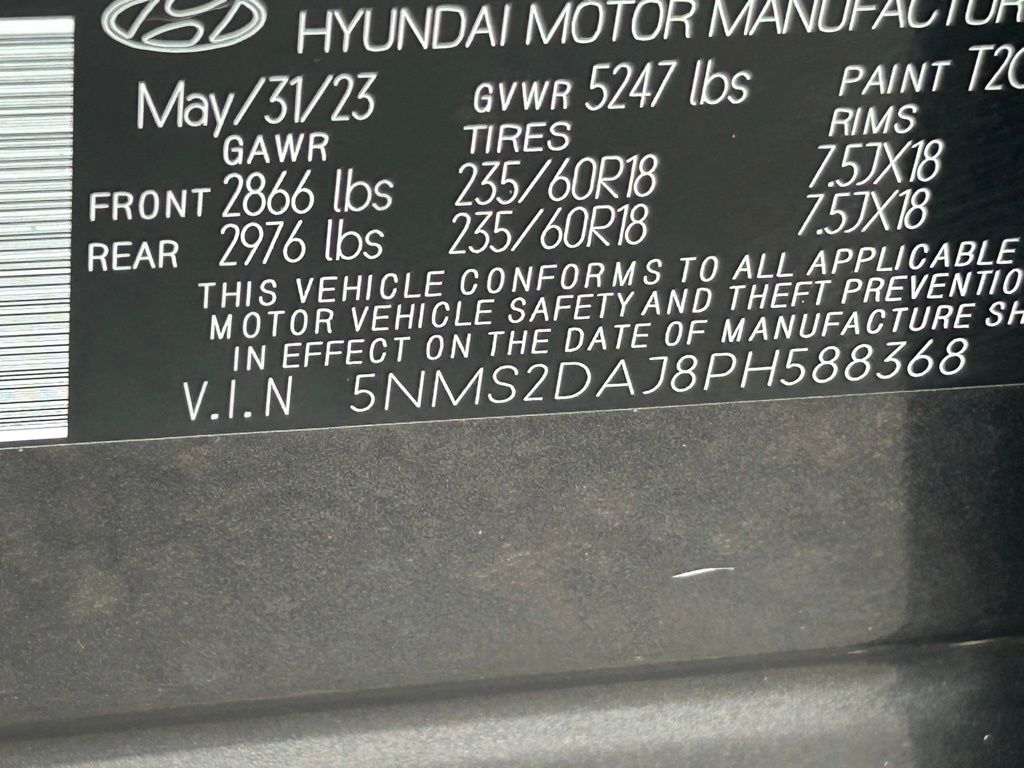 HYUNDAI MOTOR
May/31/23 GVWR 5247 lbs PAINT
GAWR TIRES RIMS
FRONT 2866 lbs 235/60R18 7.5JX18
REAR 2976 lbs 235/60R18 7.5JX18
THIS VEHICLE CONFORMS TO ALL APPLICABLE
MOTOR VEHICLE SAFETY AND THEFT
IN EFFECT ON THE DATE OF MANUFACTURE
V.I.N 5NMS2DAJ8PH588368